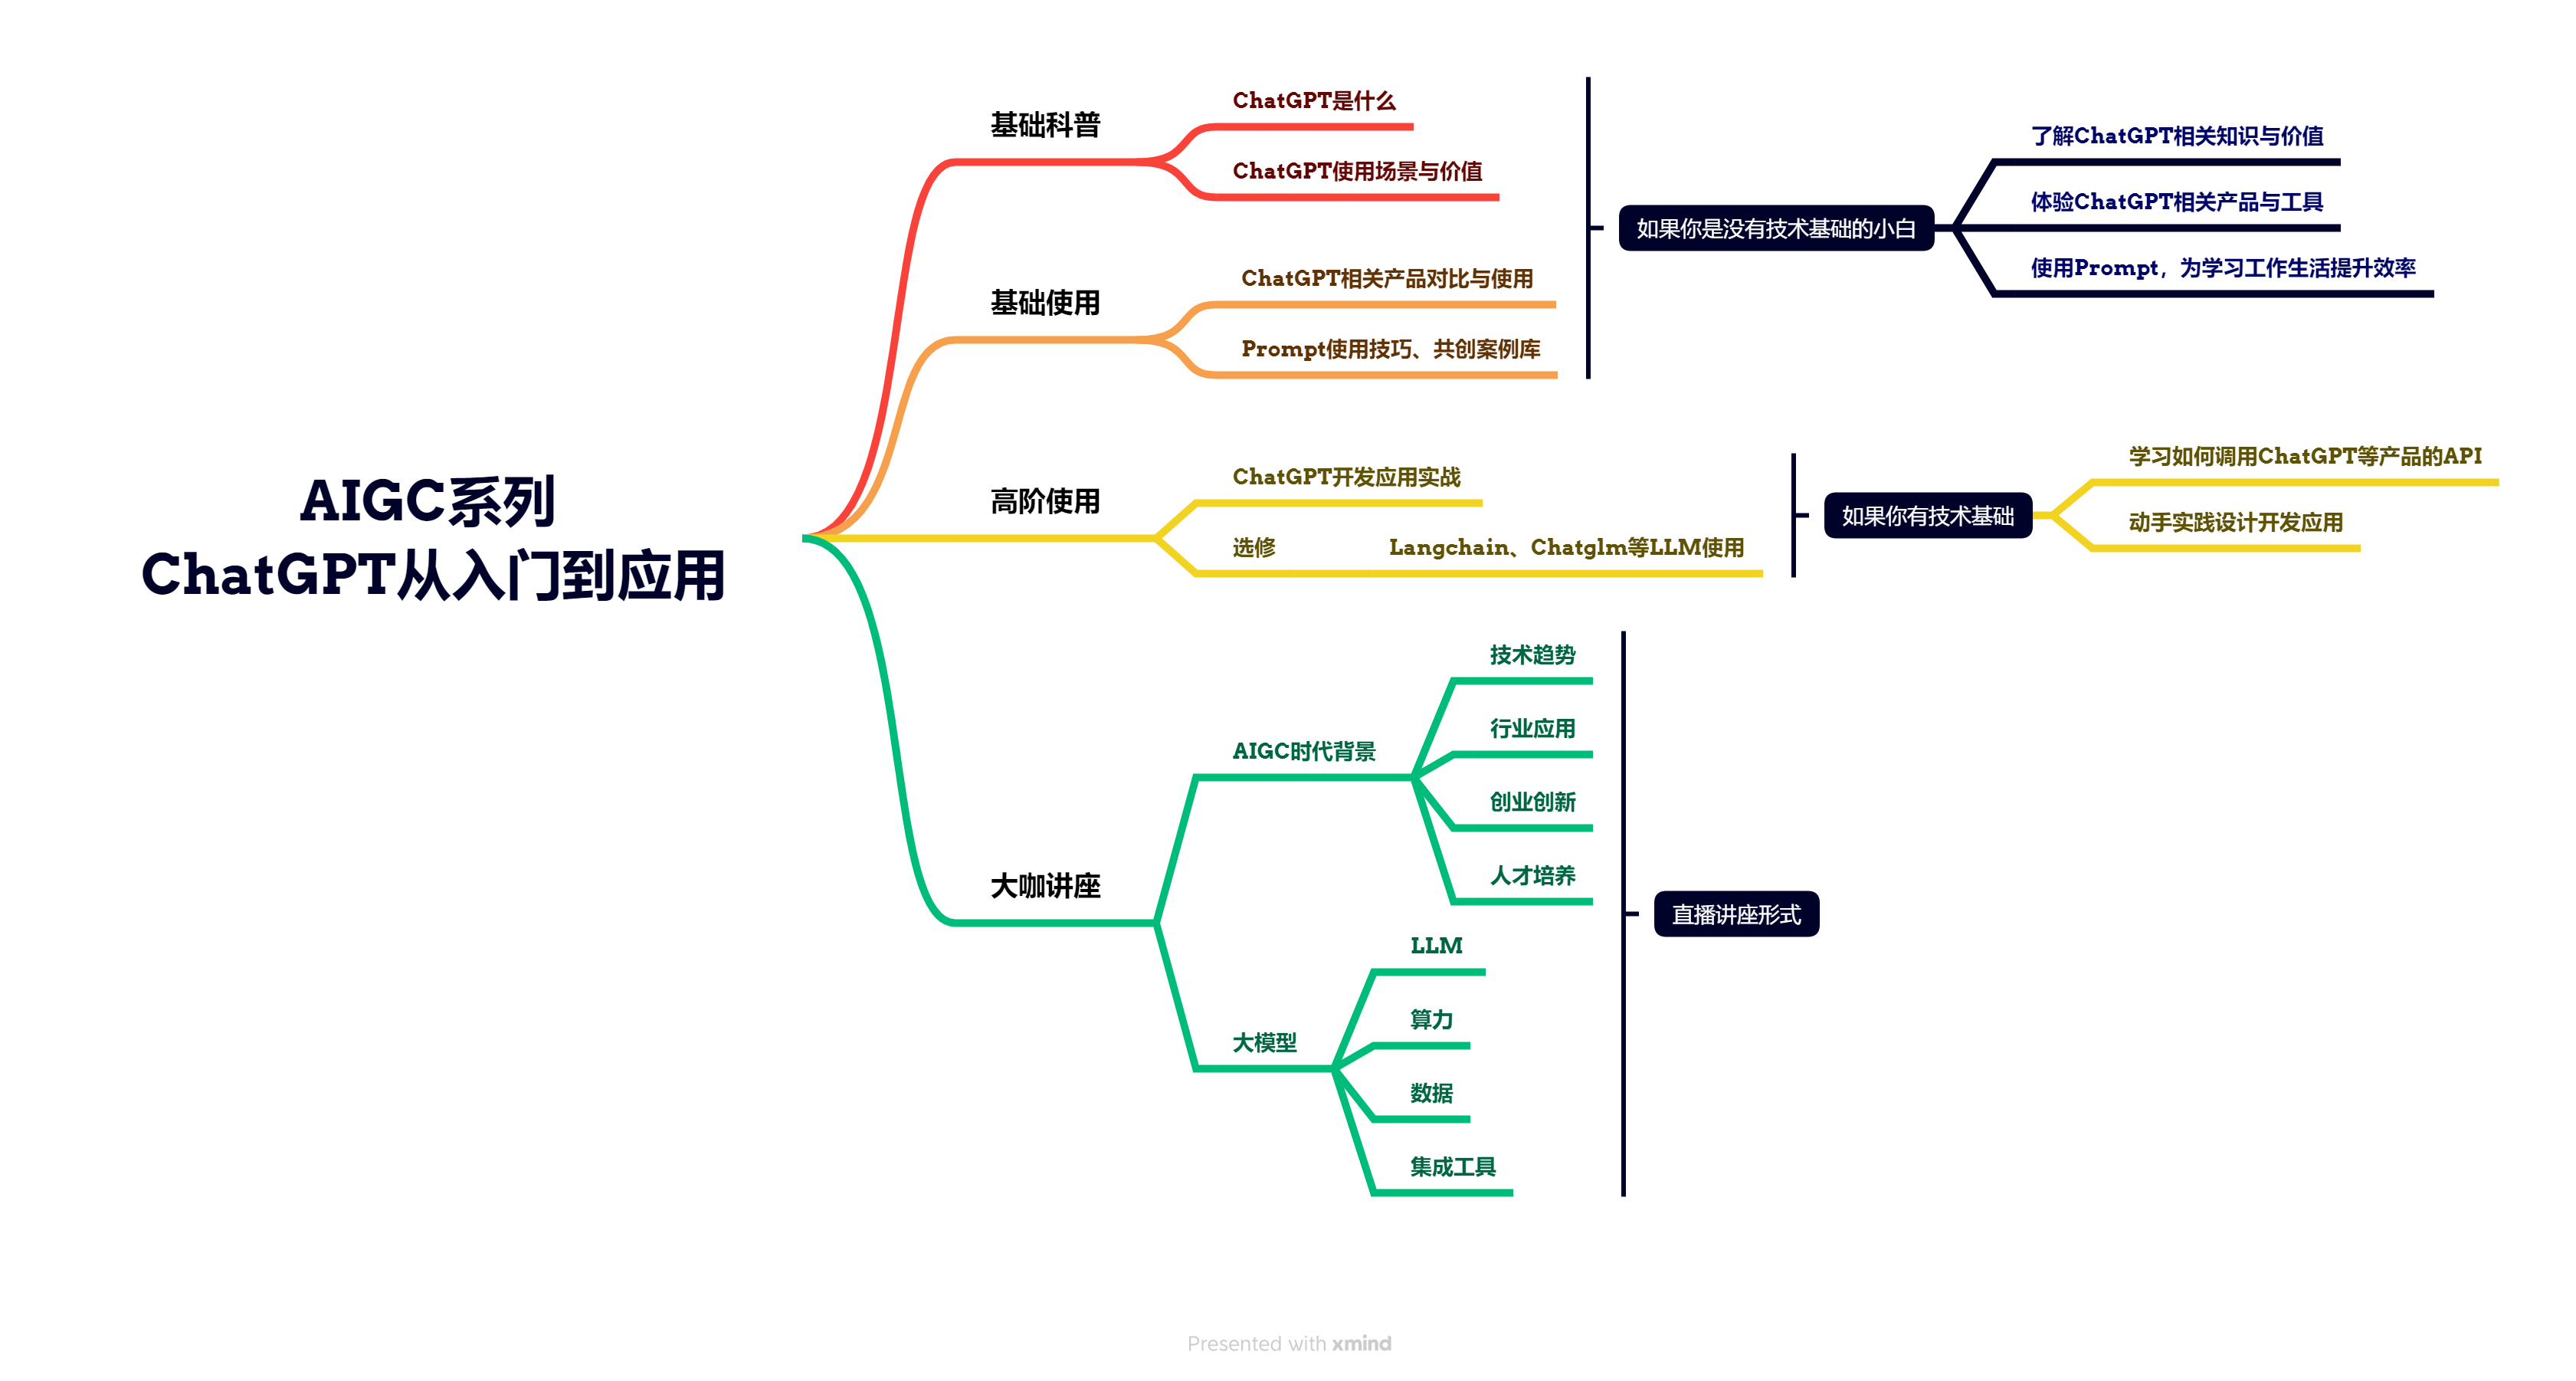 AIGC系列
ChatGPT从入门到应用
基础科普
ChatGPT是什么
ChatGPT使用场景与价值
基础使用
ChatGPT相关产品对比与使用
Prompt使用技巧、共创案例库
如果你是没有技术基础的小白
了解ChatGPT相关知识与价值
体验ChatGPT相关产品与工具
使用Prompt，为学习工作生活提升效率
高阶使用
ChatGPT开发应用实战
选修
Langchain、Chatglm等LLM使用
如果你有技术基础
学习如何调用ChatGPT等产品的API
动手实践设计开发应用
大咖讲座
AIGC时代背景
技术趋势
行业应用
创业创新
人才培养
大模型
LLM
算力
数据
集成工具
直播讲座形式
Presented with xmind